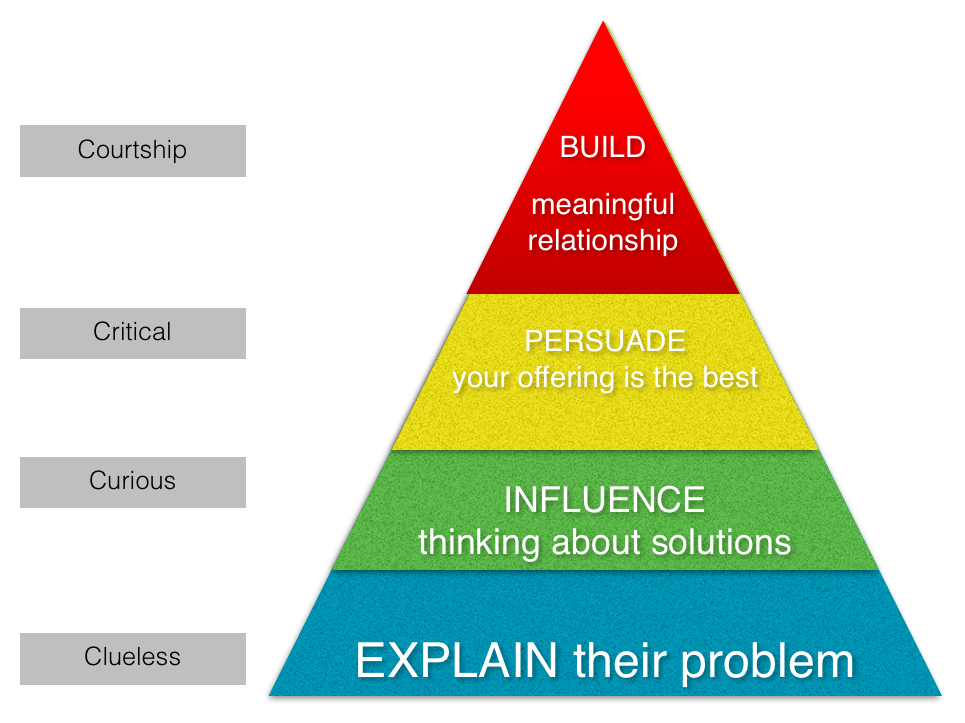 Courtship
BUILD
meaningful
relationship
Critical
PERSUADE
your offering is the best
Curious
INFLUENCE
thinking about solutions
Clueless
EXPLAIN their problem